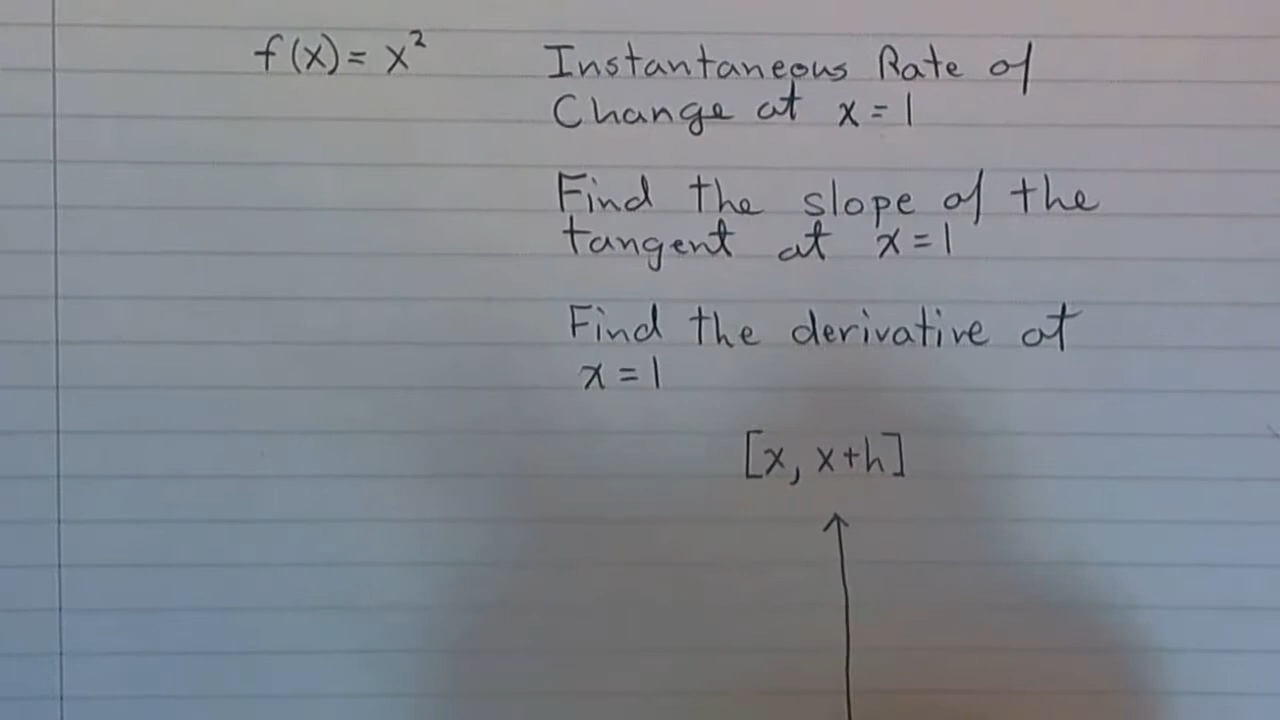 f(x) = x²
Instantaneous Rate of
Change at x = 1
Find the slope of the
tangent at x = 1
Find the derivative at
x = 1
[x, x+h]